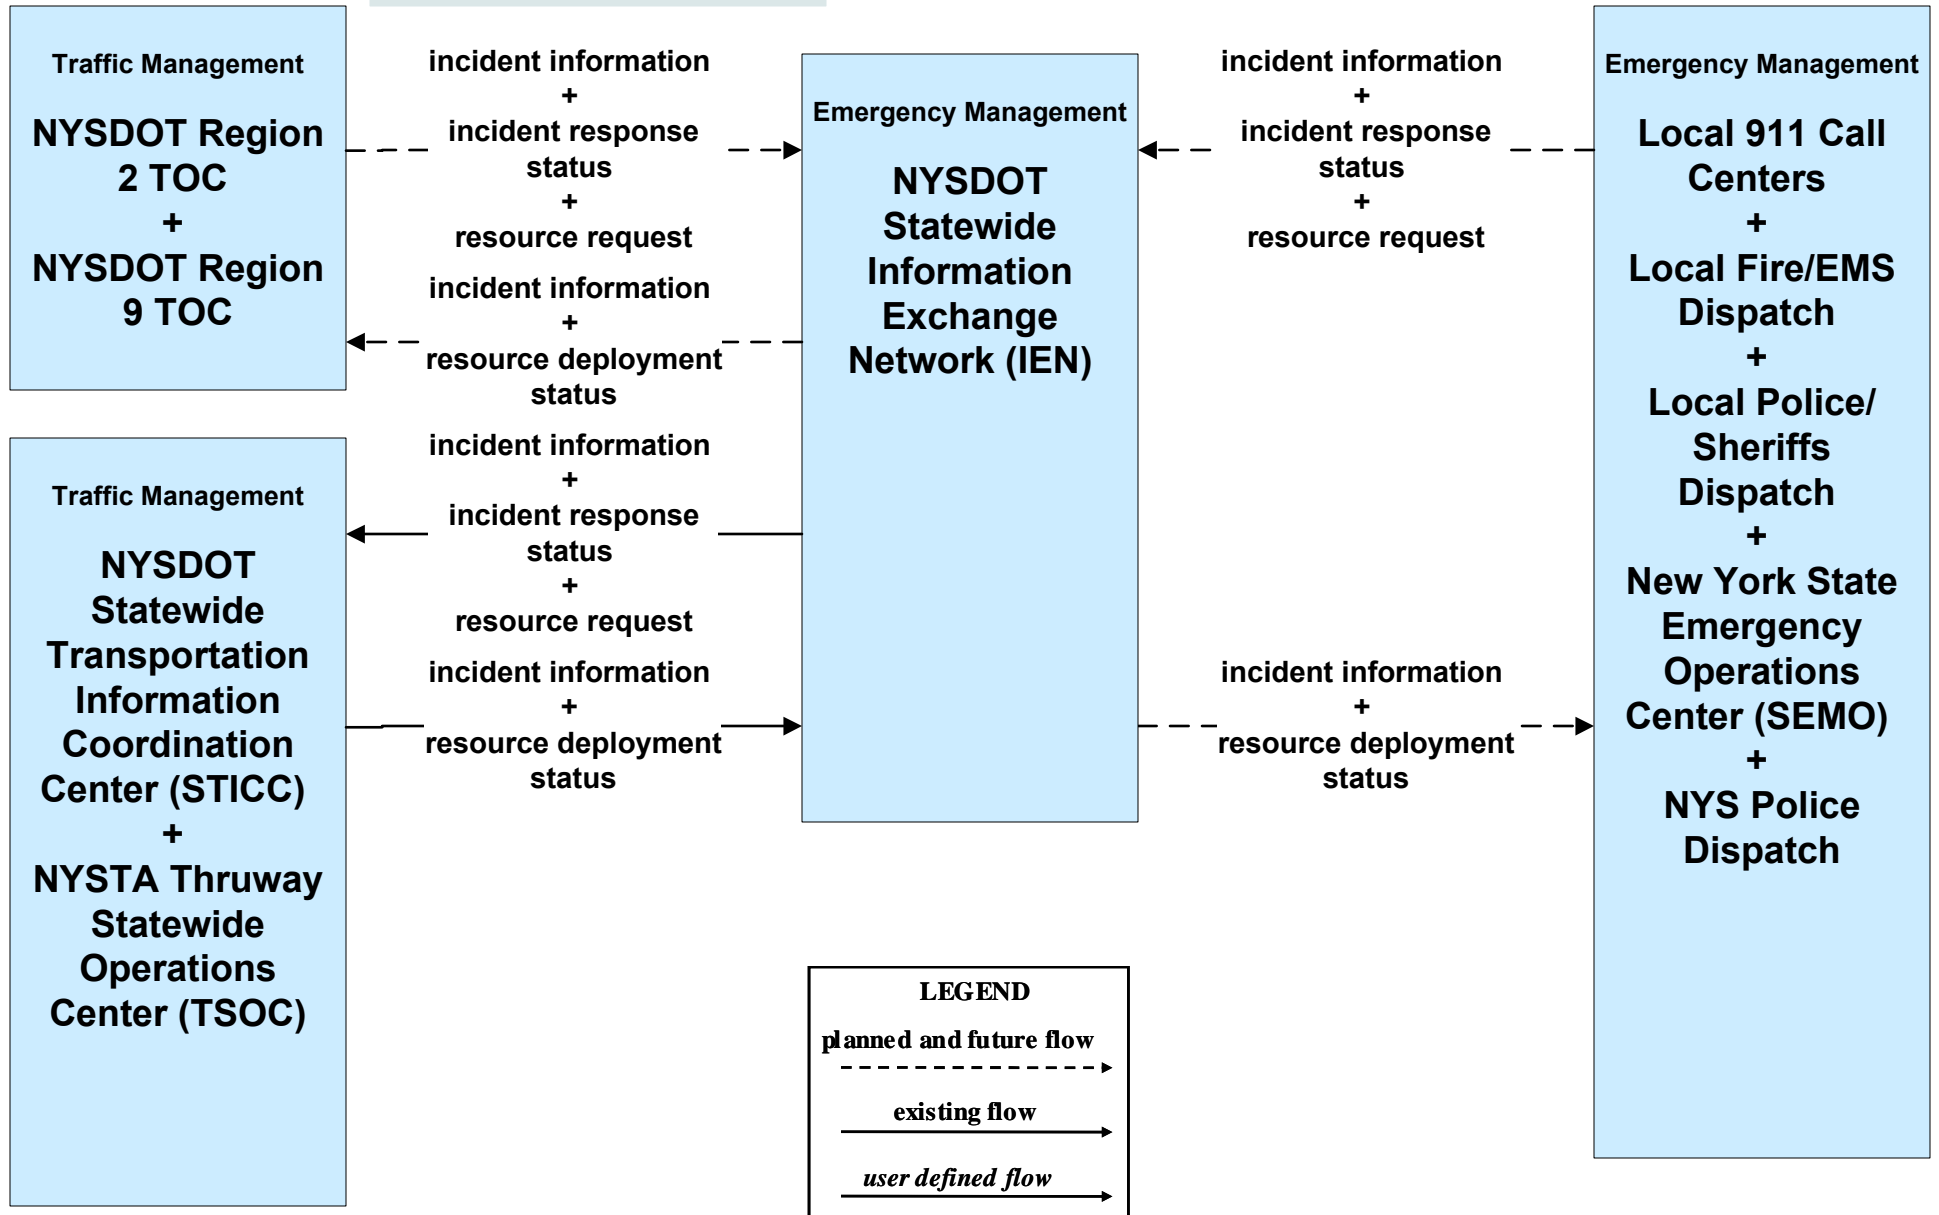 Traffic Management
NYSDOT Region
2 TOC
+
NYSDOT Region
9 TOC
Traffic Management
NYSDOT
Statewide
Transportation
Information
Coordination
Center (STICC)
+
NYSTA Thruway
Statewide
Operations
Center (TSOC)
incident information
+
incident response
status
+
resource request
incident information
+
resource deployment
status
incident information
+
incident response
status
+
resource request
incident information
+
resource deployment
status
Emergency Management
NYSDOT
Statewide
Information
Exchange
Network (IEN)
incident information
+
incident response
status
+
resource request
incident information
+
resource deployment
status
Emergency Management
Local 911 Call
Centers
+
Local Fire/EMS
Dispatch
+
Local Police/
Sheriffs
Dispatch
+
New York State
Emergency
Operations
Center (SEMO)
+
NYS Police
Dispatch
LEGEND
planned and future flow
existing flow
user defined flow